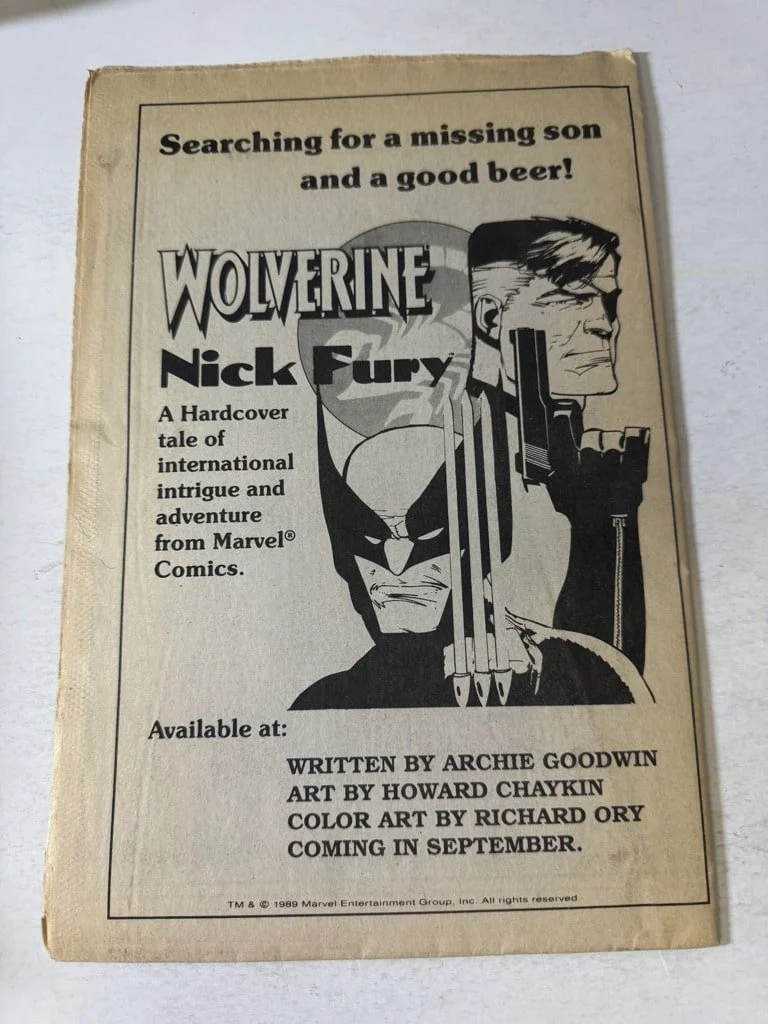 Searching for a missing son
and a good beer!
WOLVERINE
Nick Fury™
A Hardcover
tale of
international
intrigue and
adventure
from Marvel®
Comics.
Available at:
WRITTEN BY ARCHIE GOODWIN
ART BY HOWARD CHAYKIN
COLOR ART BY RICHARD ORY
COMING IN SEPTEMBER.
TM & © 1989 Marvel Entertainment Group, Inc. All rights reserved